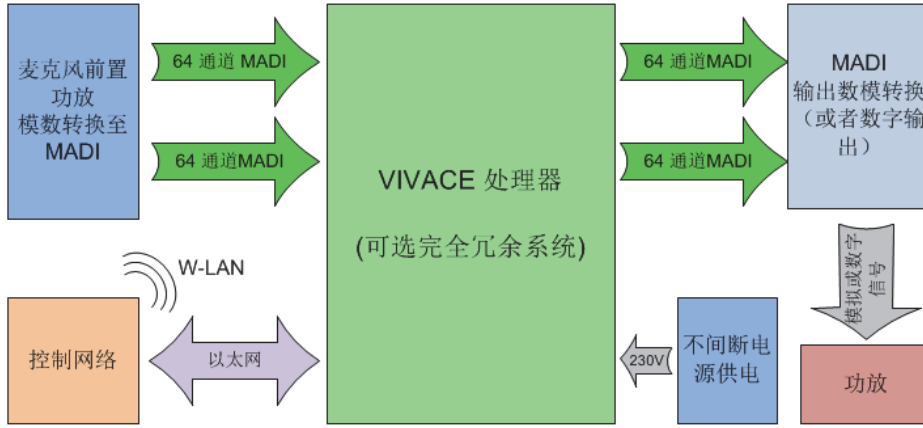 麦克风前置
功放
模数转换至
MADI
64 通道 MADI
64 通道MADI
VIVACE 处理器
(可选完全冗余系统)
64 通道MADI
64 通道MADI
MADI
输出数模转换
（或者数字输
出）
W-LAN
控制网络
以太网
230V
不间断电
源供电
模拟或数字
信号
功放